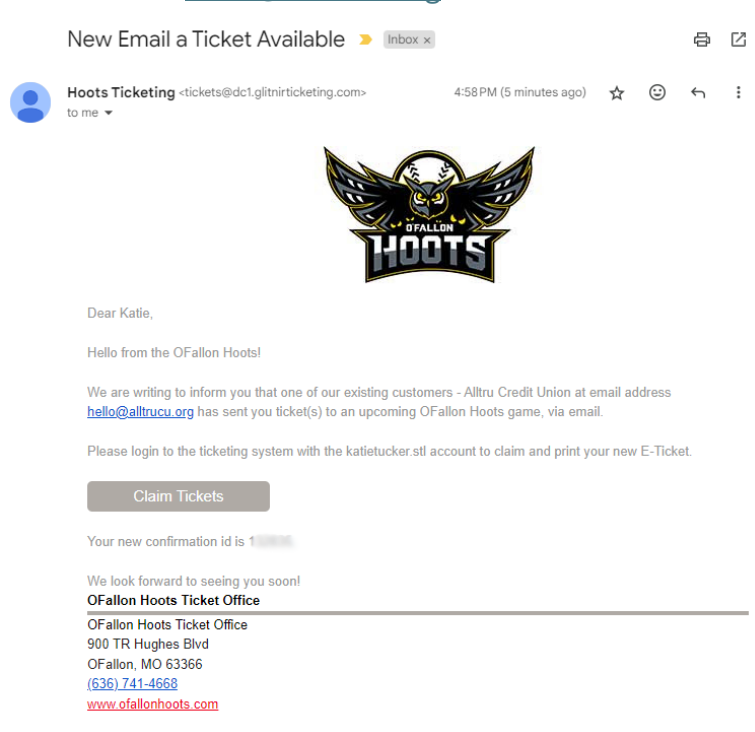 New Email a Ticket Available Inbox ×
Hoots Ticketing <tickets@dc1.glitnirticketing.com> 4:58 PM (5 minutes ago)
to me
O'FALLON
HOOTS
Dear Katie,
Hello from the OFallon Hoots!
We are writing to inform you that one of our existing customers - Alltru Credit Union at email address
hello@alltrucu.org has sent you ticket(s) to an upcoming OFallon Hoots game, via email.
Please login to the ticketing system with the katietucker.stl account to claim and print your new E-Ticket.
Claim Tickets
Your new confirmation id is
We look forward to seeing you soon!
OFallon Hoots Ticket Office
OFallon Hoots Ticket Office
900 TR Hughes Blvd
OFallon, MO 63366
(636) 741-4668
www.ofallonhoots.com